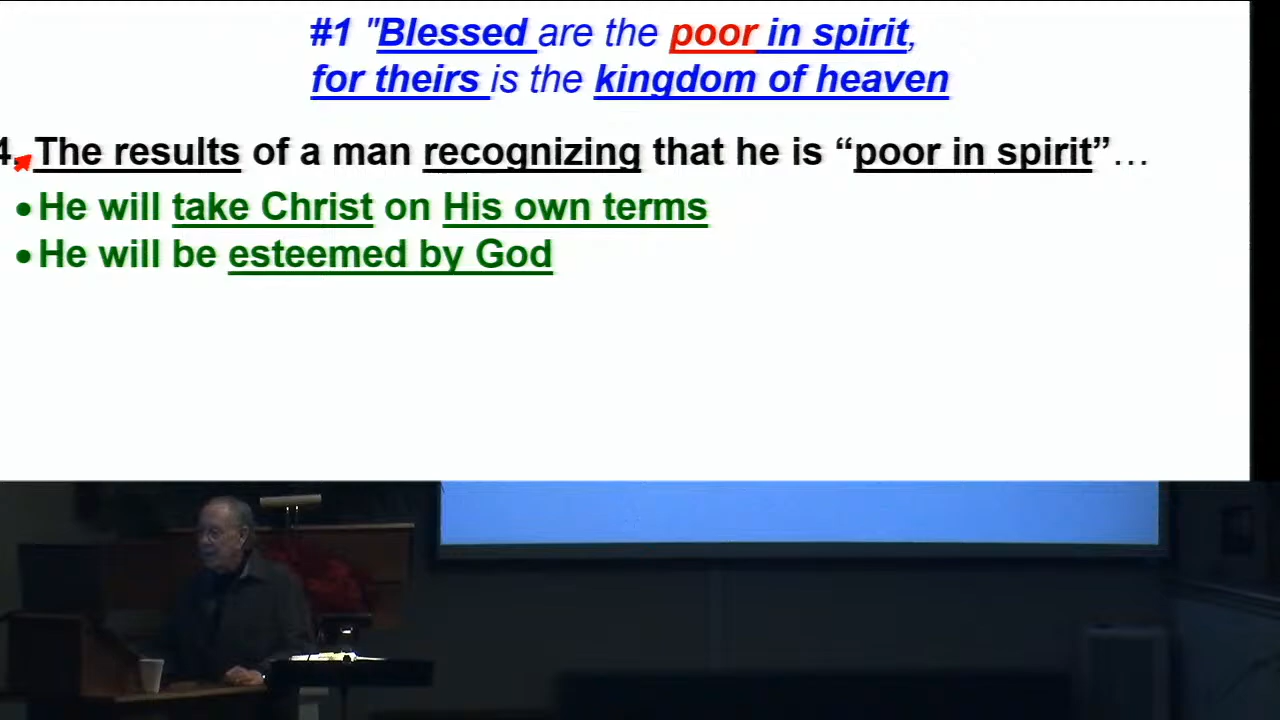 #1 "Blessed are the poor in spirit,
for theirs is the kingdom of heaven
4. The results of a man recognizing that he is “poor in spirit”…
• He will take Christ on His own terms
• He will be esteemed by God